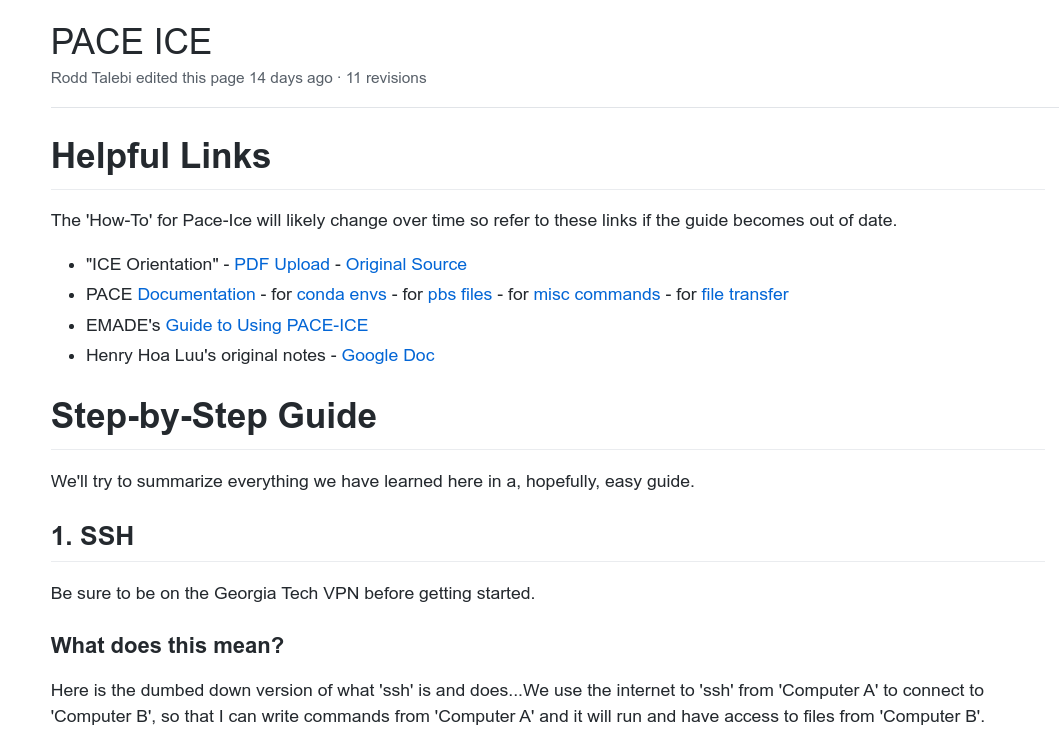 PACE ICE
Rodd Talebi edited this page 14 days ago · 11 revisions
Helpful Links
The 'How-To' for Pace-Ice will likely change over time so refer to these links if the guide becomes out of date.
• "ICE Orientation" - PDF Upload - Original Source
• PACE Documentation - for conda envs - for pbs files - for misc commands - for file transfer
• EMADE's Guide to Using PACE-ICE
• Henry Hoa Luu's original notes - Google Doc
Step-by-Step Guide
We'll try to summarize everything we have learned here in a, hopefully, easy guide.
1. SSH
Be sure to be on the Georgia Tech VPN before getting started.
What does this mean?
Here is the dumbed down version of what 'ssh' is and does...We use the internet to 'ssh' from 'Computer A' to connect to
'Computer B', so that I can write commands from 'Computer A' and it will run and have access to files from 'Computer B'.